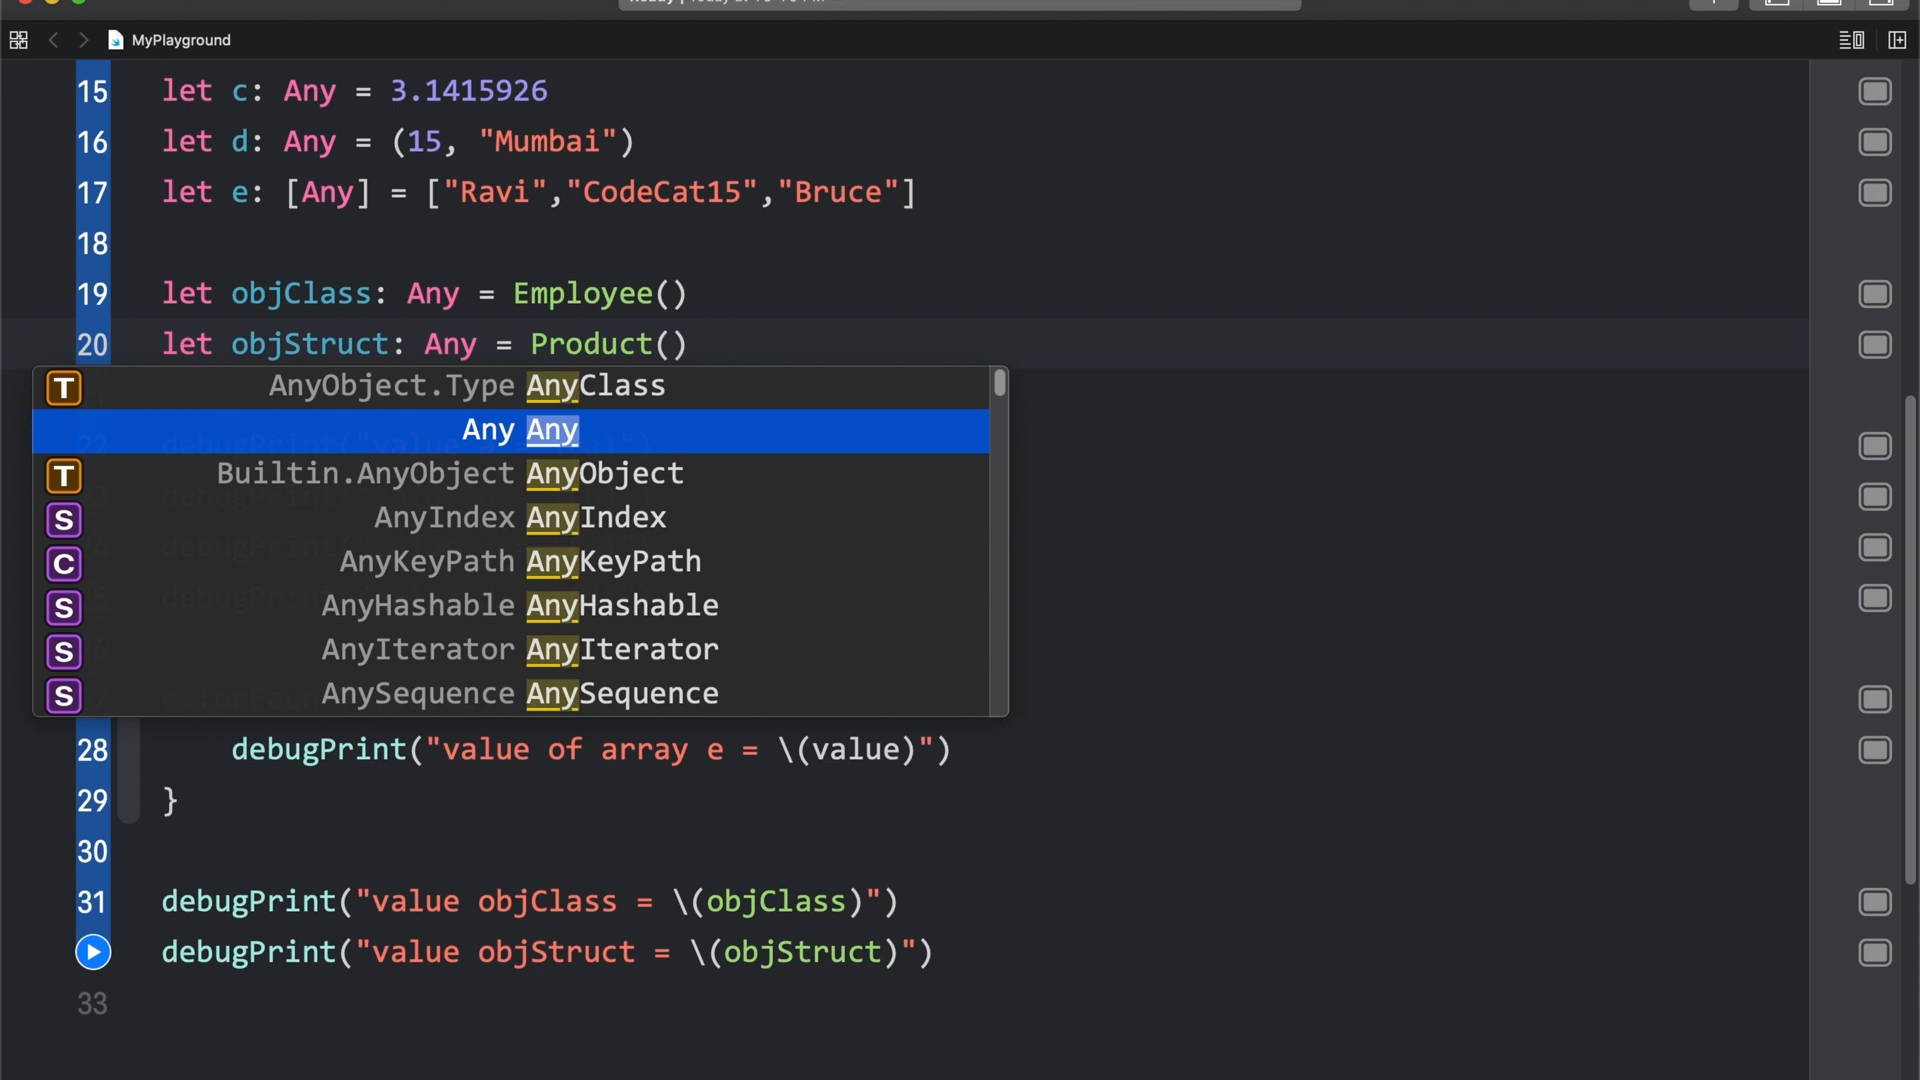 MyPlayground
15 let c: Any = 3.1415926
16 let d: Any = (15, "Mumbai")
17 let e: [Any] = ["Ravi","CodeCat15","Bruce"]
18
19 let objClass: Any = Employee()
20 let objStruct: Any = Product()
T AnyObject.Type AnyClass
Any Any
T Builtin.AnyObject AnyObject
S AnyIndex AnyIndex
C AnyKeyPath AnyKeyPath
S AnyHashable AnyHashable
S AnyIterator AnyIterator
S AnySequence AnySequence
28 debugPrint("value of array e = \(value)")
29 }
30
31 debugPrint("value objClass = \(objClass)")
debugPrint("value objStruct = \(objStruct)")
33